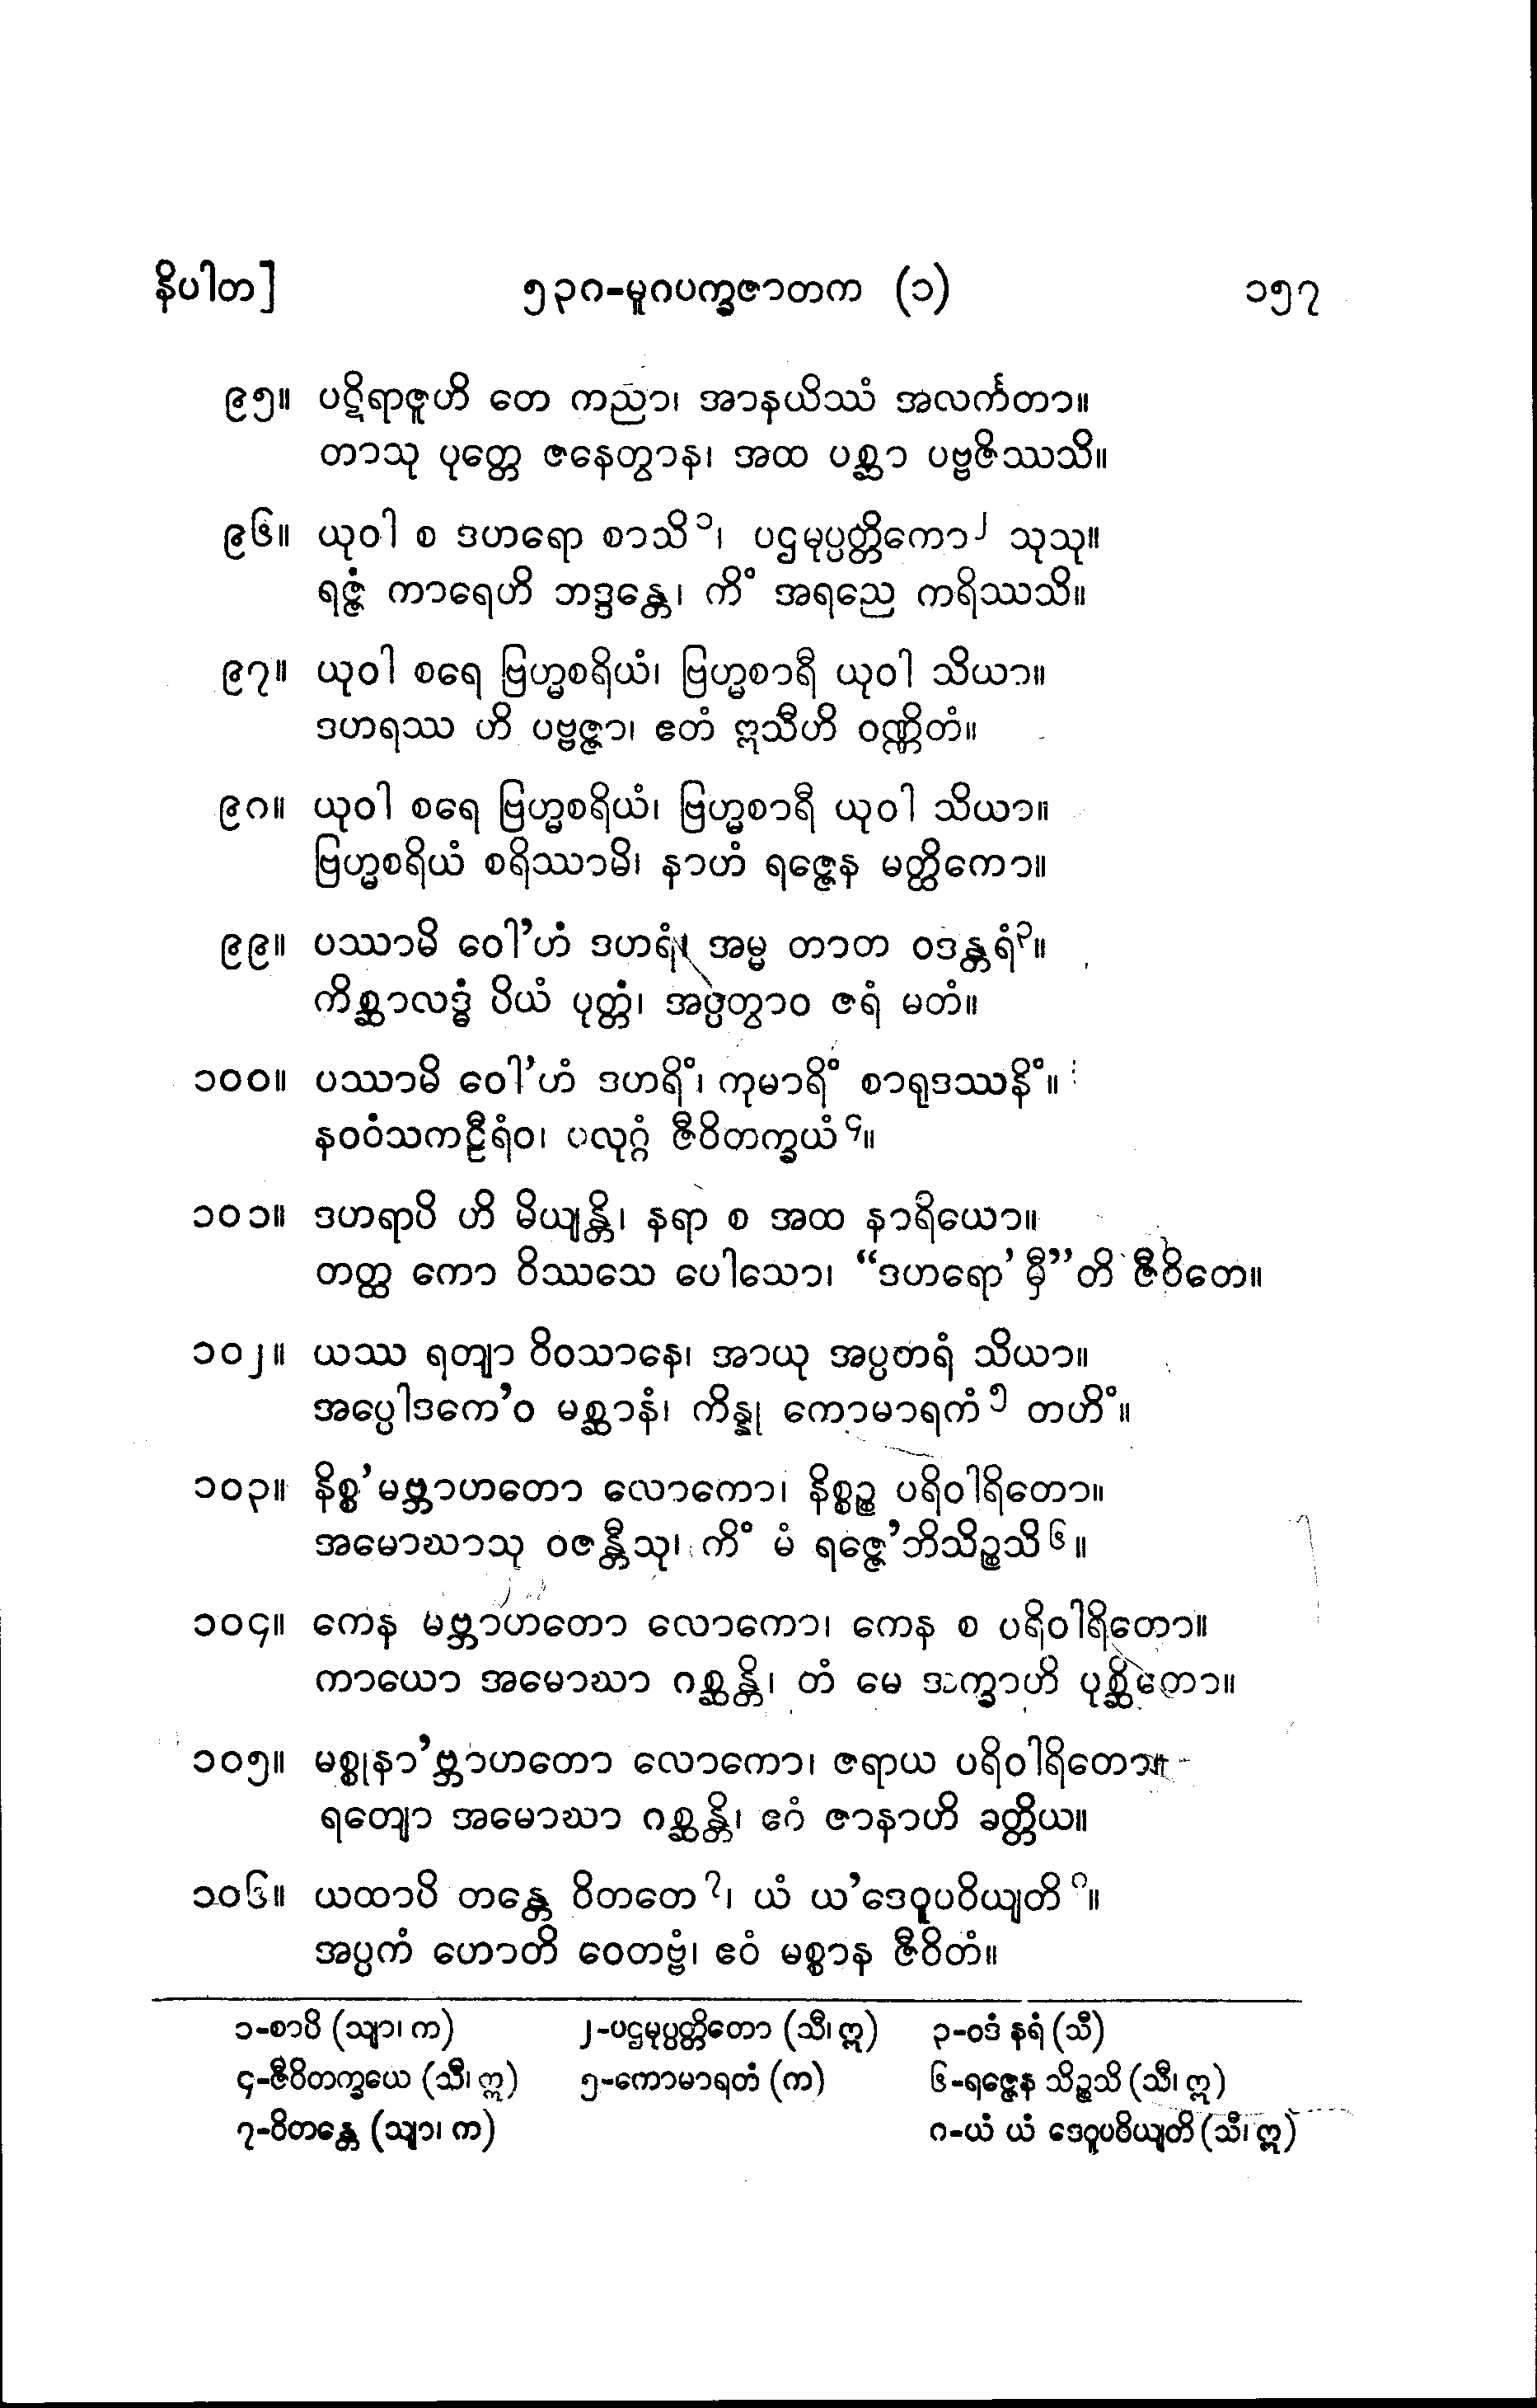 နိပါတ] ၅၃၈-မူဂပက္ခဇာတက (၁) ၁၅၇
၉၅။ ပဋိရာဇူဟိ တေ ကညာ၊ အာနယိဿံ အလင်္ကတာ။
တာသု ပုတ္တေ ဇနေတွာန၊ အထ ပစ္ဆာ ပဗ္ဗဇိဿသိ။
၉၆။ ယုဝါ စ ဒဟရော စာသိ၁၊ ပဌမုပ္ပတ္တိကော၂ သုသု။
ရဇ္ဇံ ကာရေဟိ ဘဒ္ဒန္တေ၊ ကိံ အရညေ ကရိဿသိ။
၉၇။ ယုဝါ စရေ ဗြဟ္မစရိယံ၊ ဗြဟ္မစာရီ ယုဝါ သိယာ။
ဒဟရဿ ဟိ ပဗ္ဗဇ္ဇာ၊ ဧတံ ဣသီဟိ ဝဏ္ဏိတံ။
၉၈။ ယုဝါ စရေ ဗြဟ္မစရိယံ၊ ဗြဟ္မစာရီ ယုဝါ သိယာ။
ဗြဟ္မစရိယံ စရိဿာမိ၊ နာဟံ ရဇ္ဇေန မတ္ထိကော။
၉၉။ ပဿာမိ ဝေါ'ဟံ ဒဟရံ၊ အမ္မ တာတ ဝဒန္တရံ၃။
ကိစ္ဆာလဒ္ဓံ ပိယံ ပုတ္တံ၊ အပ္ပတွာဝ ဇရံ မတံ။
၁၀၀။ ပဿာမိ ဝေါ'ဟံ ဒဟရိံ၊ ကုမာရိံ စာရုဒဿနိံ။
နဝဝံသကဠီရံဝ၊ ပလုဂ္ဂံ ဇီဝိတက္ခယံ၄။
၁၀၁။ ဒဟရာပိ ဟိ မိယျန္တိ၊ နရာ စ အထ နာရိယော။
တတ္ထ ကော ဝိဿသေ ပေါသော၊ “ဒဟရော'မှီ”တိ ဇီဝိတေ။
၁၀၂။ ယဿ ရတျာ ဝိဝသာနေ၊ အာယု အပ္ပတရံ သိယာ။
အပ္ပေါဒကေ'ဝ မစ္ဆာနံ၊ ကိန္နု ကောမာရကံ၅ တဟိံ။
၁၀၃။ နိစ္စ'မဗ္ဘာဟတော လောကော၊ နိစ္စဉ္စ ပရိဝါရိတော။
အမောဃာသု ဝဇန္တီသု၊ ကိံ မံ ရဇ္ဇေ'ဘိသိဉ္စသိ၆။
၁၀၄။ ကေန မဗ္ဘာဟတော လောကော၊ ကေန စ ပရိဝါရိတော။
ကာယော အမောဃာ ဂစ္ဆန္တိ၊ တံ မေ အက္ခာဟိ ပုစ္ဆိတော။
၁၀၅။ မစ္စုနာ'ဗ္ဘာဟတော လောကော၊ ဇရာယ ပရိဝါရိတော။
ရတျော အမောဃာ ဂစ္ဆန္တိ၊ ဧဝံ ဇာနာဟိ ခတ္တိယ။
၁၀၆။ ယထာပိ တန္တေ ဝိတတေ၇၊ ယံ ယ'ဒေဝူပဝိယျတိ၈။
အပ္ပကံ ဟောတိ ဝေတဗ္ဗံ၊ ဧဝံ မစ္စာန ဇီဝိတံ။
၁-စာပိ (သျာ၊ က) ၂-ပဌမုပ္ပတ္တိတော (သီ၊ ဣ) ၃-ဝဒံ နရံ (သီ)
၄-ဇီဝိတက္ခယေ (သီ၊ ဣ) ၅-ကောမာရတံ (က) ၆-ရဇ္ဇေန သိဉ္စသိ (သီ၊ ဣ)
၇-ဝိတန္တေ (သျာ၊ က) ၈-ယံ ယံ ဒေဝူပဝိယျတိ (သီ၊ ဣ)